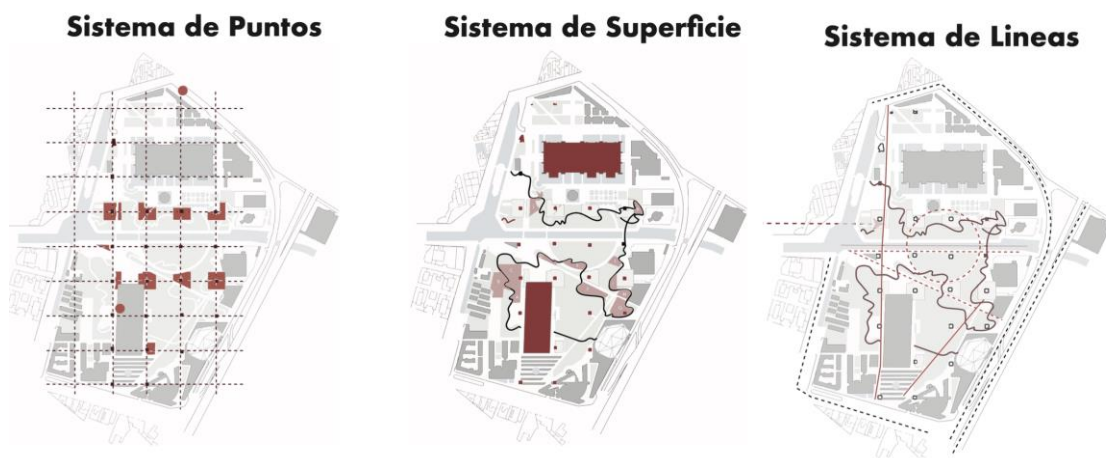 Sistema de Puntos
Sistema de Superficie
Sistema de Lineas